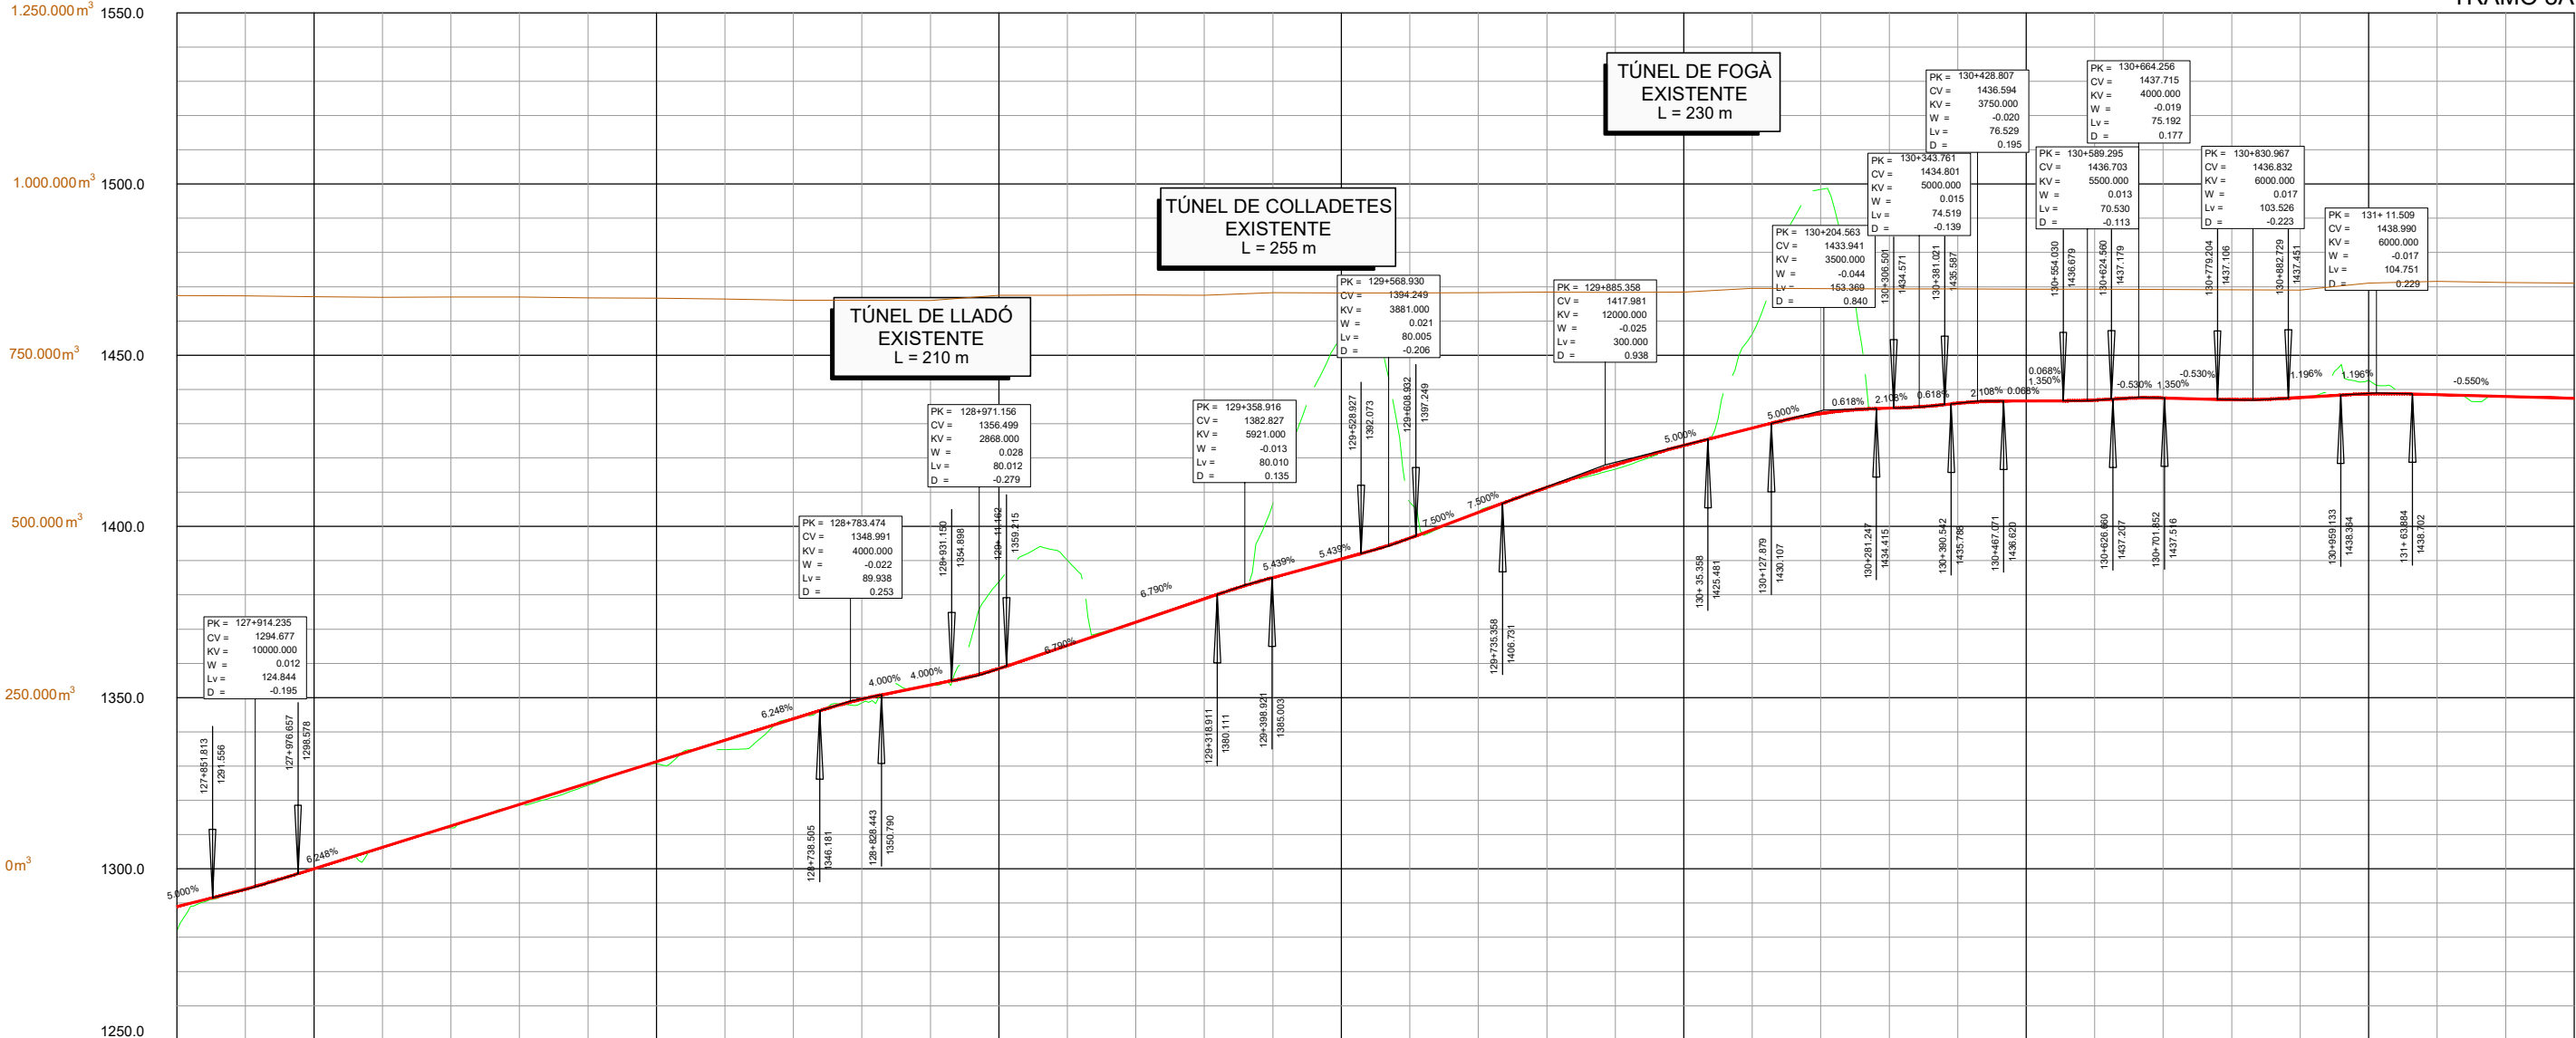 TRAMO 3A
1.250.000 m³
1550.0
1.000.000 m³
1500.0
750.000 m³
1450.0
500.000 m³
1400.0
250.000 m³
1350.0
0 m³
1300.0
1250.0
TÚNEL DE LLADÓ
EXISTENTE
L = 210 m
TÚNEL DE COLLADETES
EXISTENTE
L = 255 m
TÚNEL DE FOGÀ
EXISTENTE
L = 230 m
PK = 127+914.235
CV = 1294.677
KV = 10000.000
W = 0.012
Lv = 124.844
D = -0.195
PK = 128+783.474
CV = 1348.991
KV = 4000.000
W = -0.022
Lv = 89.938
D = 0.253
PK = 128+971.156
CV = 1356.499
KV = 2868.000
W = 0.028
Lv = 80.012
D = -0.279
PK = 129+358.916
CV = 1382.827
KV = 5921.000
W = -0.013
Lv = 80.010
D = 0.135
PK = 129+568.930
CV = 1394.249
KV = 3881.000
W = 0.021
Lv = 80.005
D = -0.206
PK = 129+885.358
CV = 1417.981
KV = 12000.000
W = -0.025
Lv = 300.000
D = 0.938
PK = 130+204.563
CV = 1433.941
KV = 3500.000
W = -0.044
Lv = 153.369
D = 0.840
PK = 130+343.761
CV = 1434.801
KV = 5000.000
W = 0.015
Lv = 74.519
D = -0.139
PK = 130+428.807
CV = 1436.594
KV = 3750.000
W = -0.020
Lv = 76.529
D = 0.195
PK = 130+589.295
CV = 1436.703
KV = 5500.000
W = 0.013
Lv = 70.530
D = -0.113
PK = 130+664.256
CV = 1437.715
KV = 4000.000
W = -0.019
Lv = 75.192
D = 0.177
PK = 130+830.967
CV = 1436.832
KV = 6000.000
W = 0.017
Lv = 103.526
D = -0.223
PK = 131+ 11.509
CV = 1438.990
KV = 6000.000
W = -0.017
Lv = 104.751
D = 0.229
127+851.813
1291.556
127+976.657
1298.578
128+738.505
1346.181
128+828.443
1350.790
128+931.150
1354.898
129+ 11.162
1359.215
129+318.911
1380.111
129+398.921
1385.003
129+528.927
1392.073
129+608.932
1397.249
129+735.358
1406.731
130+ 35.358
1425.481
130+127.879
1430.107
130+281.247
1434.415
130+306.501
1434.571
130+381.021
1435.587
130+390.542
1435.788
130+467.071
1436.620
130+554.030
1436.679
130+624.560
1437.179
130+626.660
1437.207
130+701.852
1437.516
130+779.204
1437.106
130+882.729
1437.451
130+959.133
1438.364
131+ 63.884
1438.702
5.000%
6.248%
6.248%
4.000%
4.000%
6.790%
6.790%
5.439%
5.439%
7.500%
7.500%
5.000%
5.000%
0.618%
2.108%
0.618%
2.108%
0.068%
0.068%
1.350%
-0.530%
1.350%
-0.530%
1.196%
1.196%
-0.550%